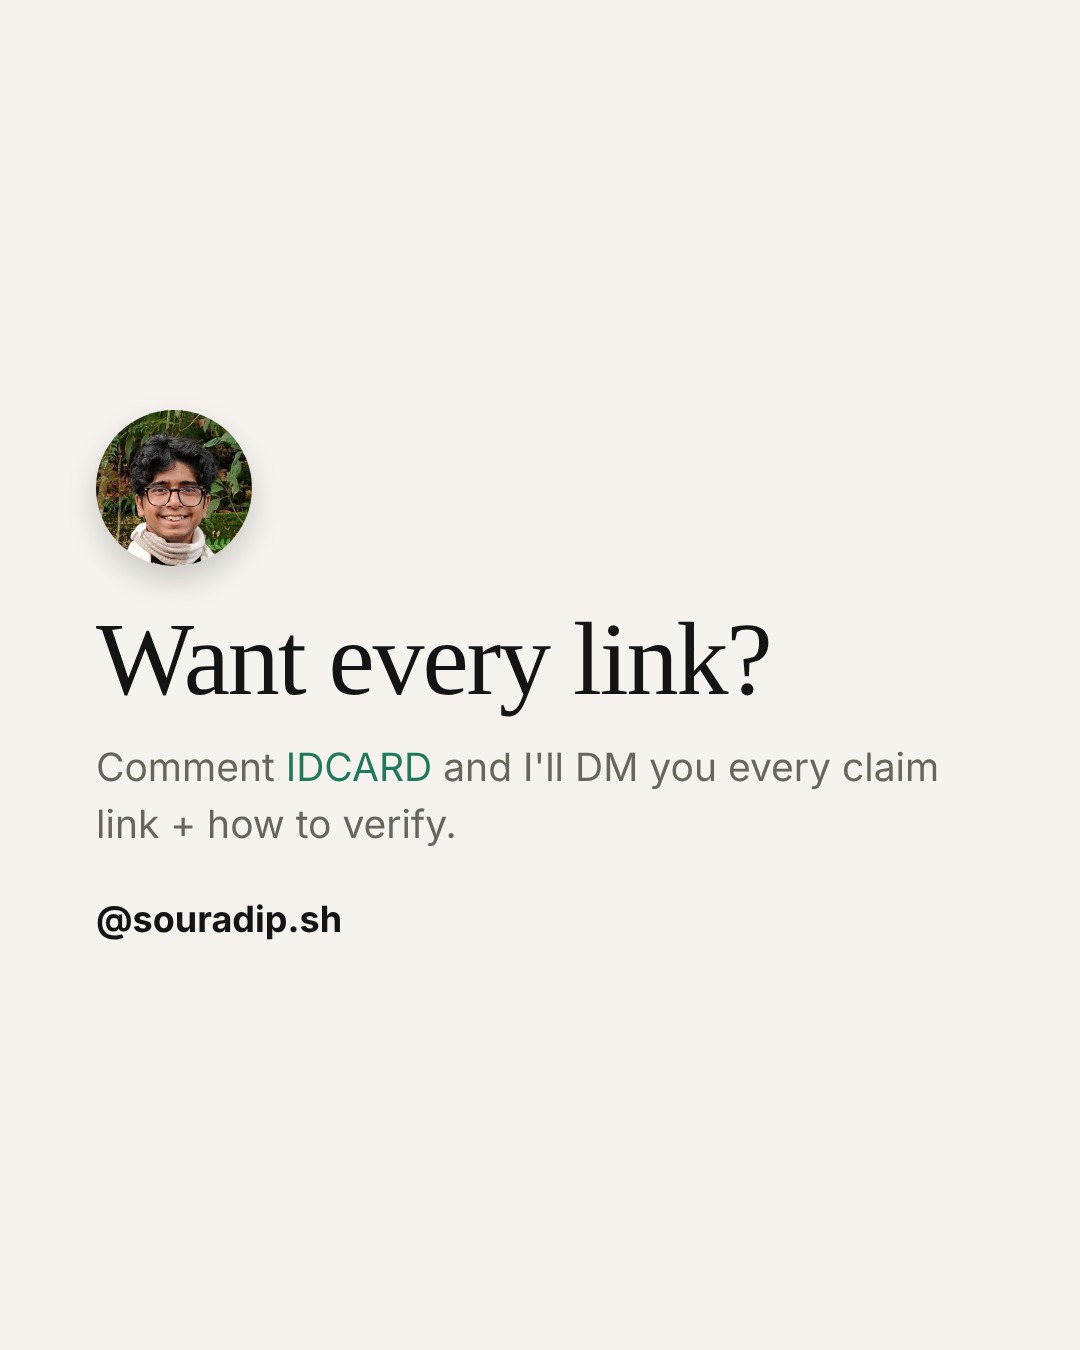 Want every link?
Comment IDCARD and I'll DM you every claim
link + how to verify.
@souradip.sh